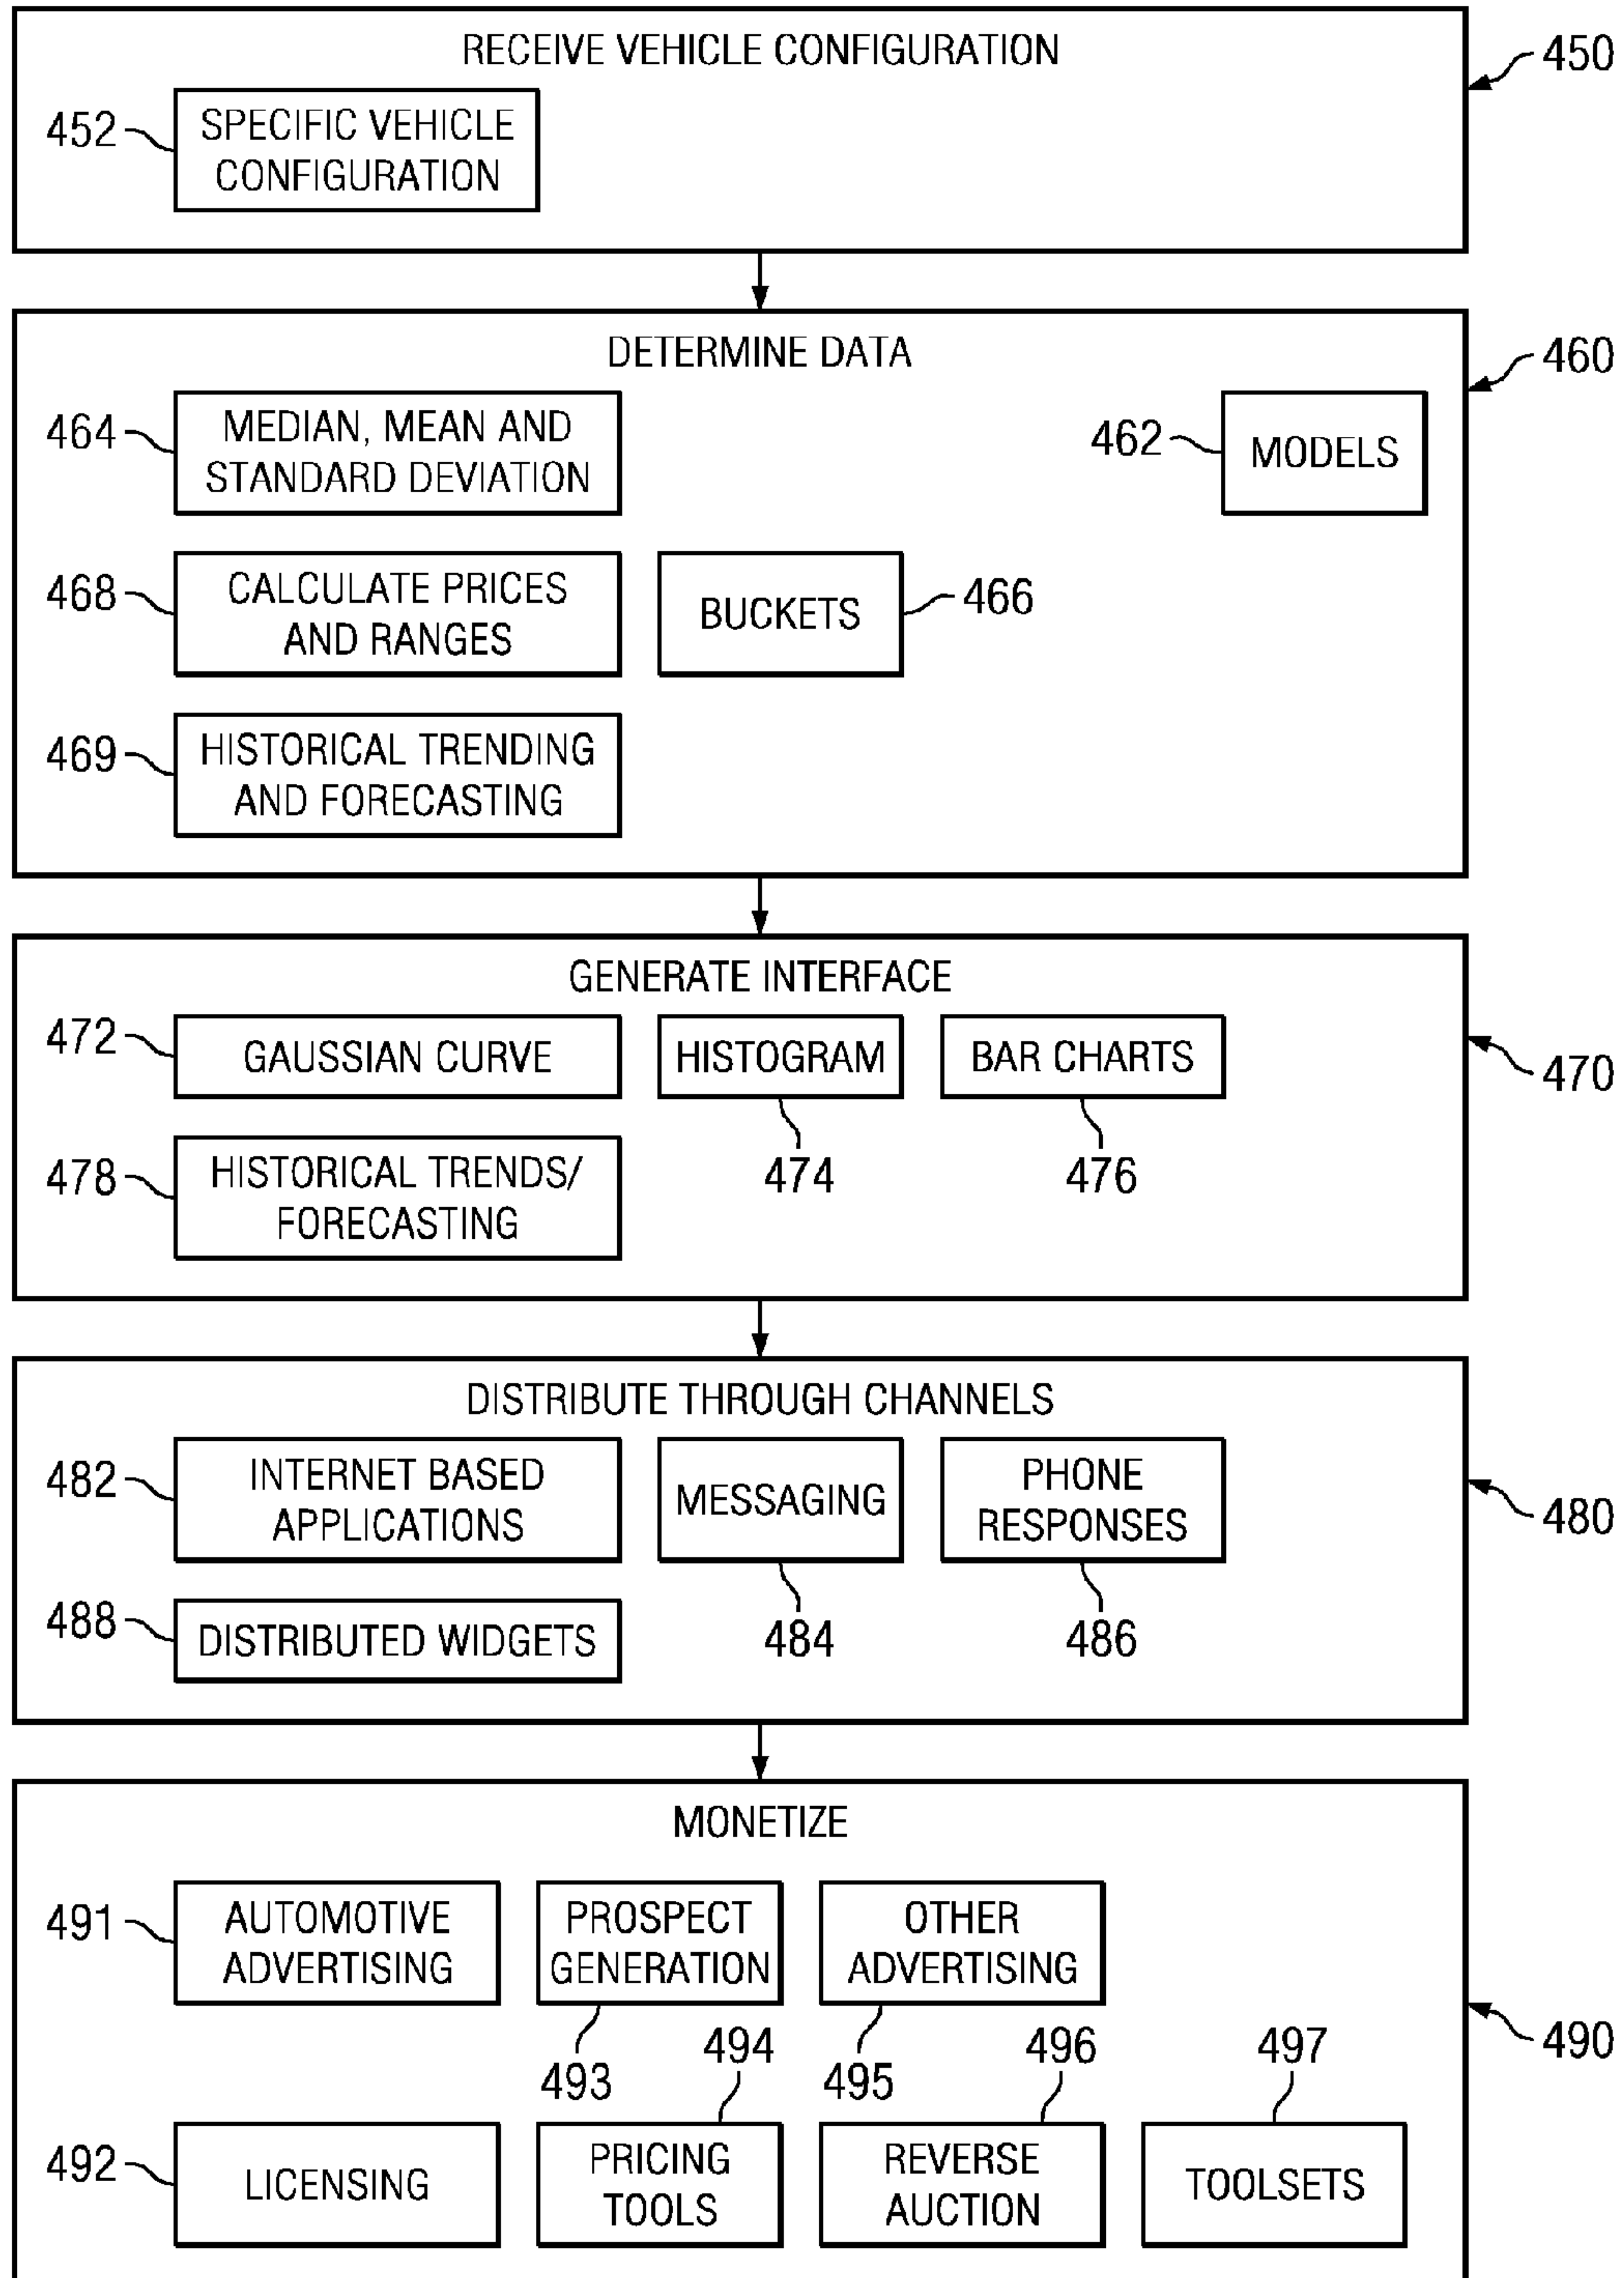 RECEIVE VEHICLE CONFIGURATION
450
452
SPECIFIC VEHICLE
CONFIGURATION
DETERMINE DATA
460
464
MEDIAN, MEAN AND
STANDARD DEVIATION
462
MODELS
468
CALCULATE PRICES
AND RANGES
BUCKETS
466
469
HISTORICAL TRENDING
AND FORECASTING
GENERATE INTERFACE
472
GAUSSIAN CURVE
HISTOGRAM
BAR CHARTS
470
474
476
478
HISTORICAL TRENDS/
FORECASTING
DISTRIBUTE THROUGH CHANNELS
482
INTERNET BASED
APPLICATIONS
MESSAGING
PHONE
RESPONSES
480
484
486
488
DISTRIBUTED WIDGETS
MONETIZE
491
AUTOMOTIVE
ADVERTISING
PROSPECT
GENERATION
OTHER
ADVERTISING
490
493
494
495
496
497
492
LICENSING
PRICING
TOOLS
REVERSE
AUCTION
TOOLSETS